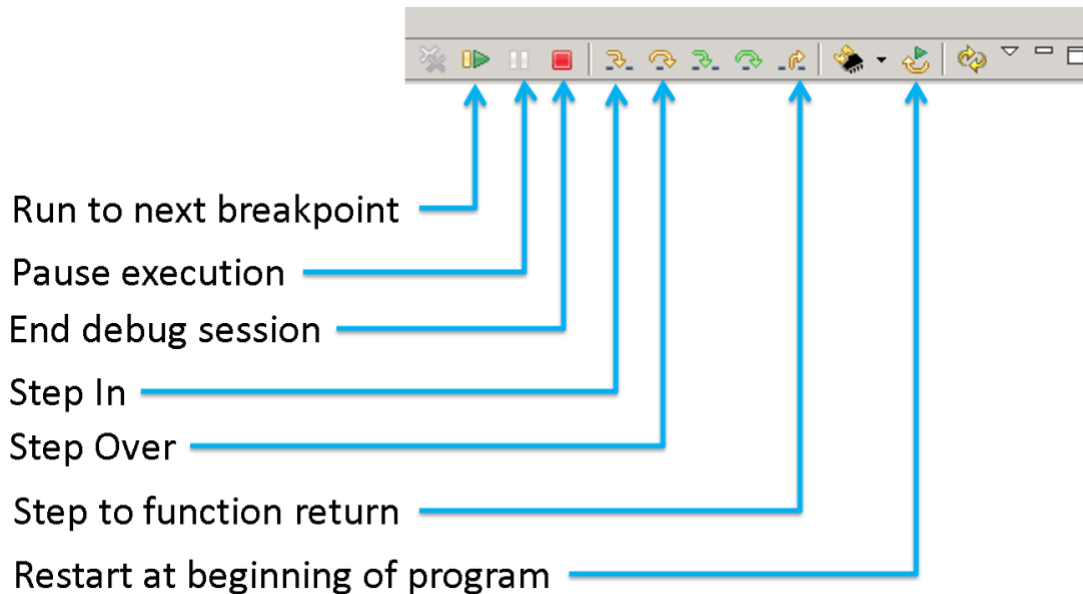 Run to next breakpoint
Pause execution
End debug session
Step In
Step Over
Step to function return
Restart at beginning of program